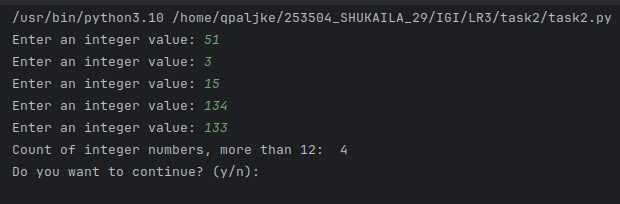 /usr/bin/python3.10 /home/qpaljke/253504_SHUKAILA_29/IGI/LR3/task2/task2.py
Enter an integer value: 51
Enter an integer value: 3
Enter an integer value: 15
Enter an integer value: 134
Enter an integer value: 133
Count of integer numbers, more than 12:  4
Do you want to continue? (y/n):